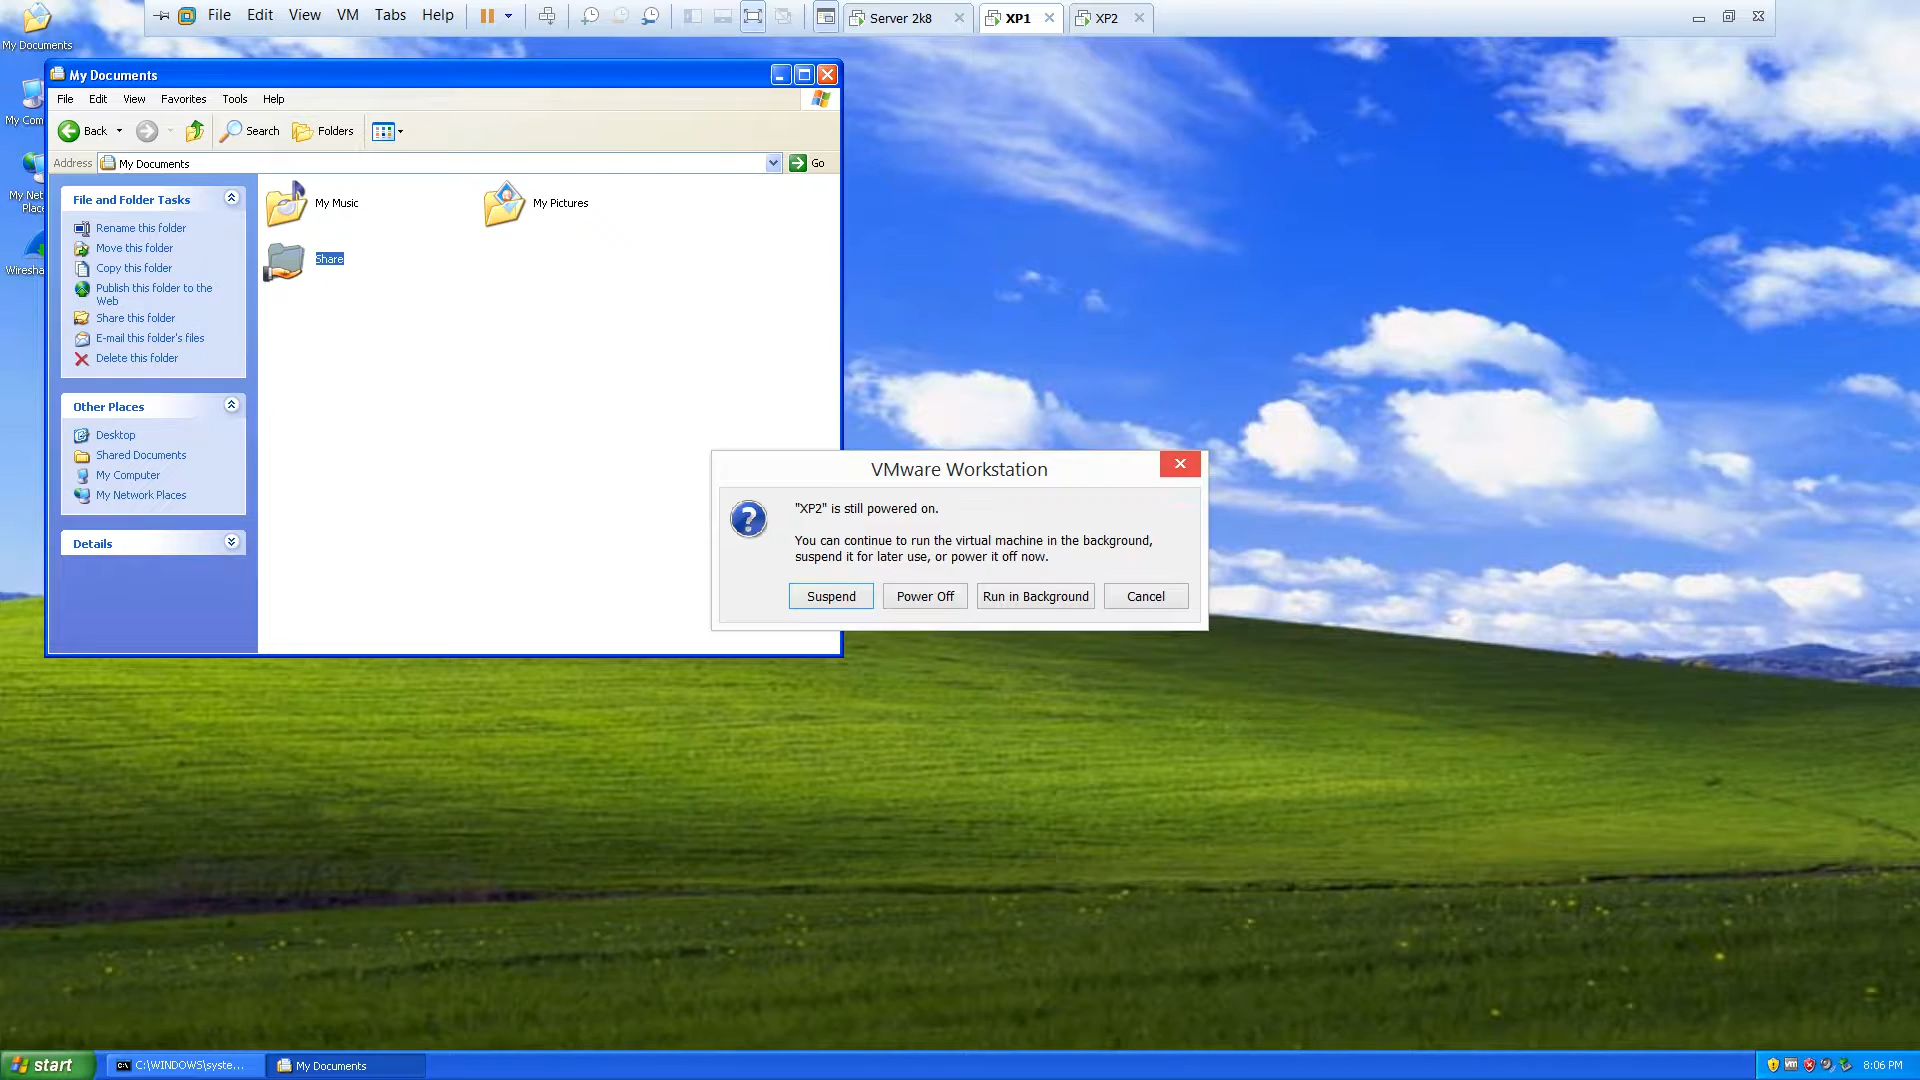 File Edit View VM Tabs Help
Server 2k8
XP1
XP2
My Documents
My Com
My Net
Place
Wiresha
My Documents
File Edit View Favorites Tools Help
Back
Search
Folders
Address
My Documents
Go
File and Folder Tasks
Rename this folder
Move this folder
Copy this folder
Publish this folder to the
Web
Share this folder
E-mail this folder's files
Delete this folder
Other Places
Desktop
Shared Documents
My Computer
My Network Places
Details
My Music
My Pictures
Share
VMware Workstation
"XP2" is still powered on.
You can continue to run the virtual machine in the background,
suspend it for later use, or power it off now.
Suspend
Power Off
Run in Background
Cancel
start
C:\WINDOWS\syste...
My Documents
8:06 PM